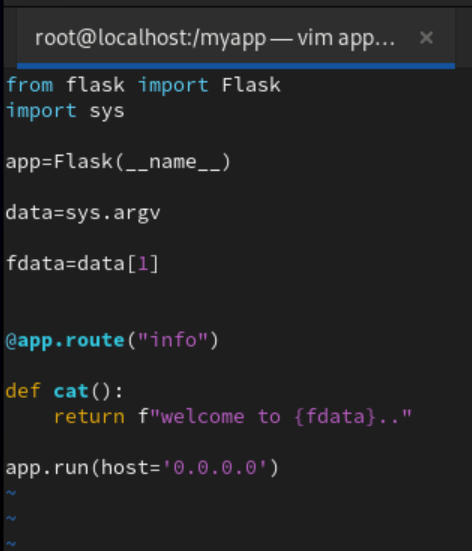 root@localhost:/myapp — vim app...
from flask import Flask
import sys
app=Flask(__name__)
data=sys.argv
fdata=data[1]
@app.route("info")
def cat():
    return f"welcome to {fdata}.."
app.run(host='0.0.0.0')
~
~
~